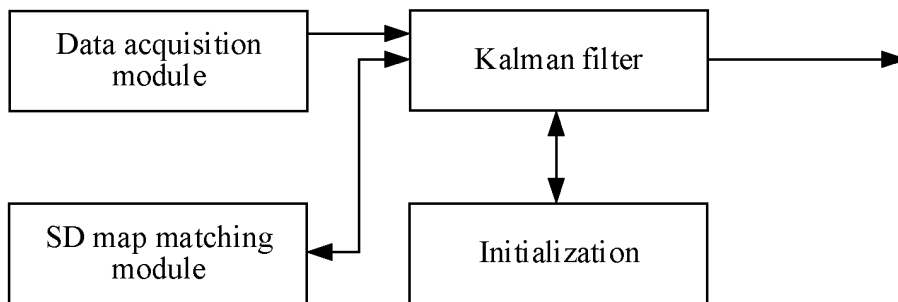 Data acquisition
module
Kalman filter
SD map matching
module
Initialization